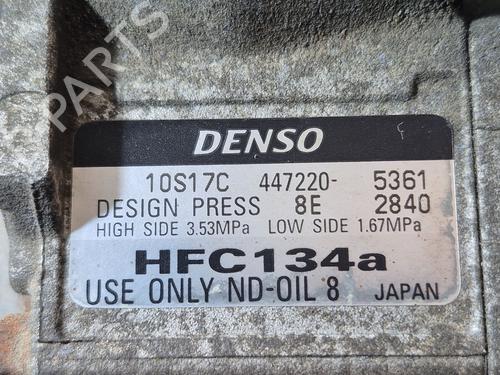 DENSO
10S17C 447220- 5361
DESIGN PRESS 8E 2840
HIGH SIDE 3.53MPa LOW SIDE 1.67MPa
HFC134a
USE ONLY ND-OIL 8 JAPAN
PARTS